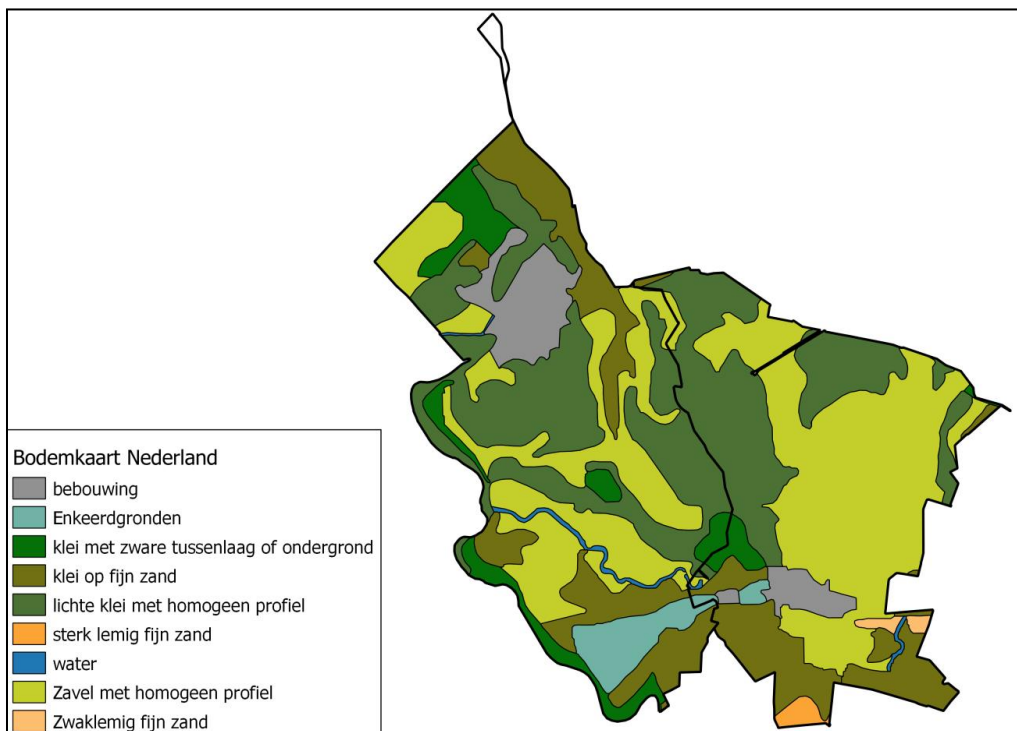 Bodemkaart Nederland
bebouwing
Enkeerdgronden
klei met zware tussenlaag of ondergrond
klei op fijn zand
lichte klei met homogeen profiel
sterk lemig fijn zand
water
Zavel met homogeen profiel
Zwaklemig fijn zand